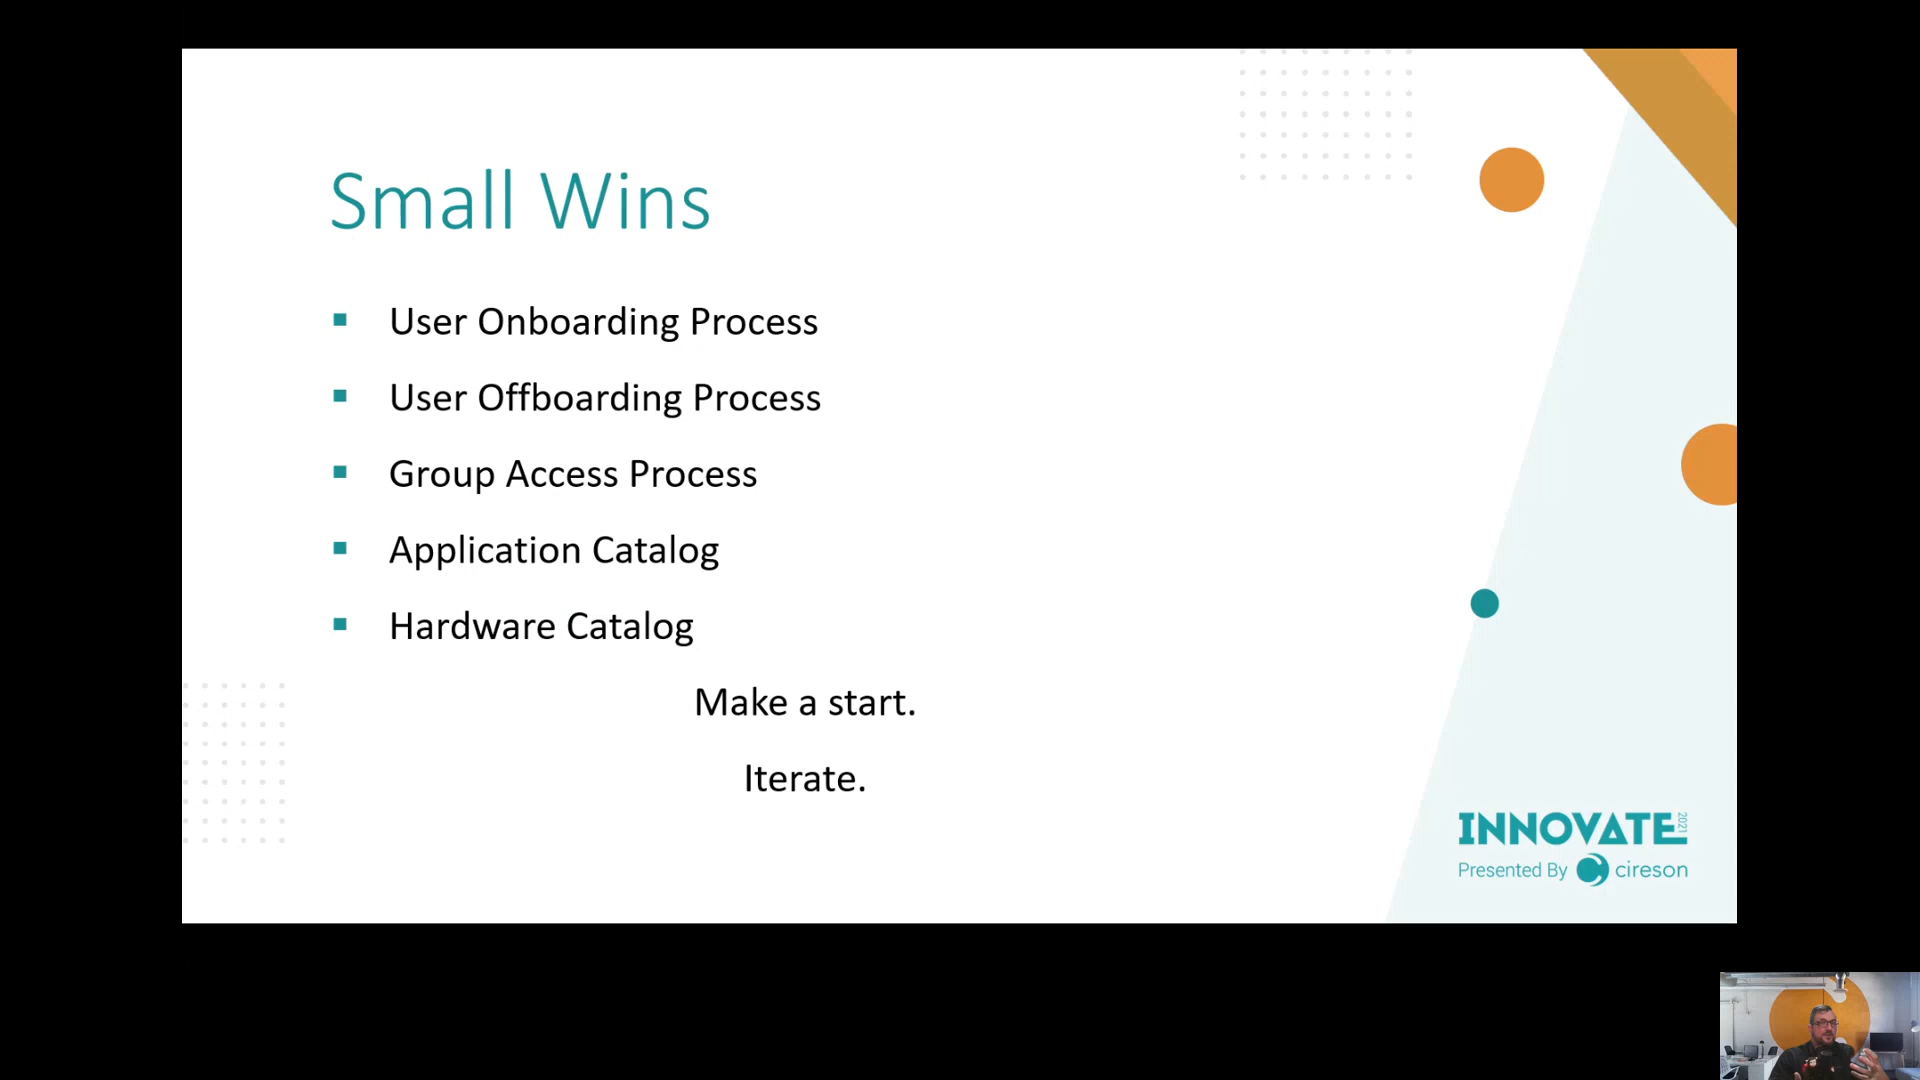 Small Wins
User Onboarding Process
User Offboarding Process
Group Access Process
Application Catalog
Hardware Catalog
Make a start.
Iterate.
INNOVATE 2021
Presented By cireson